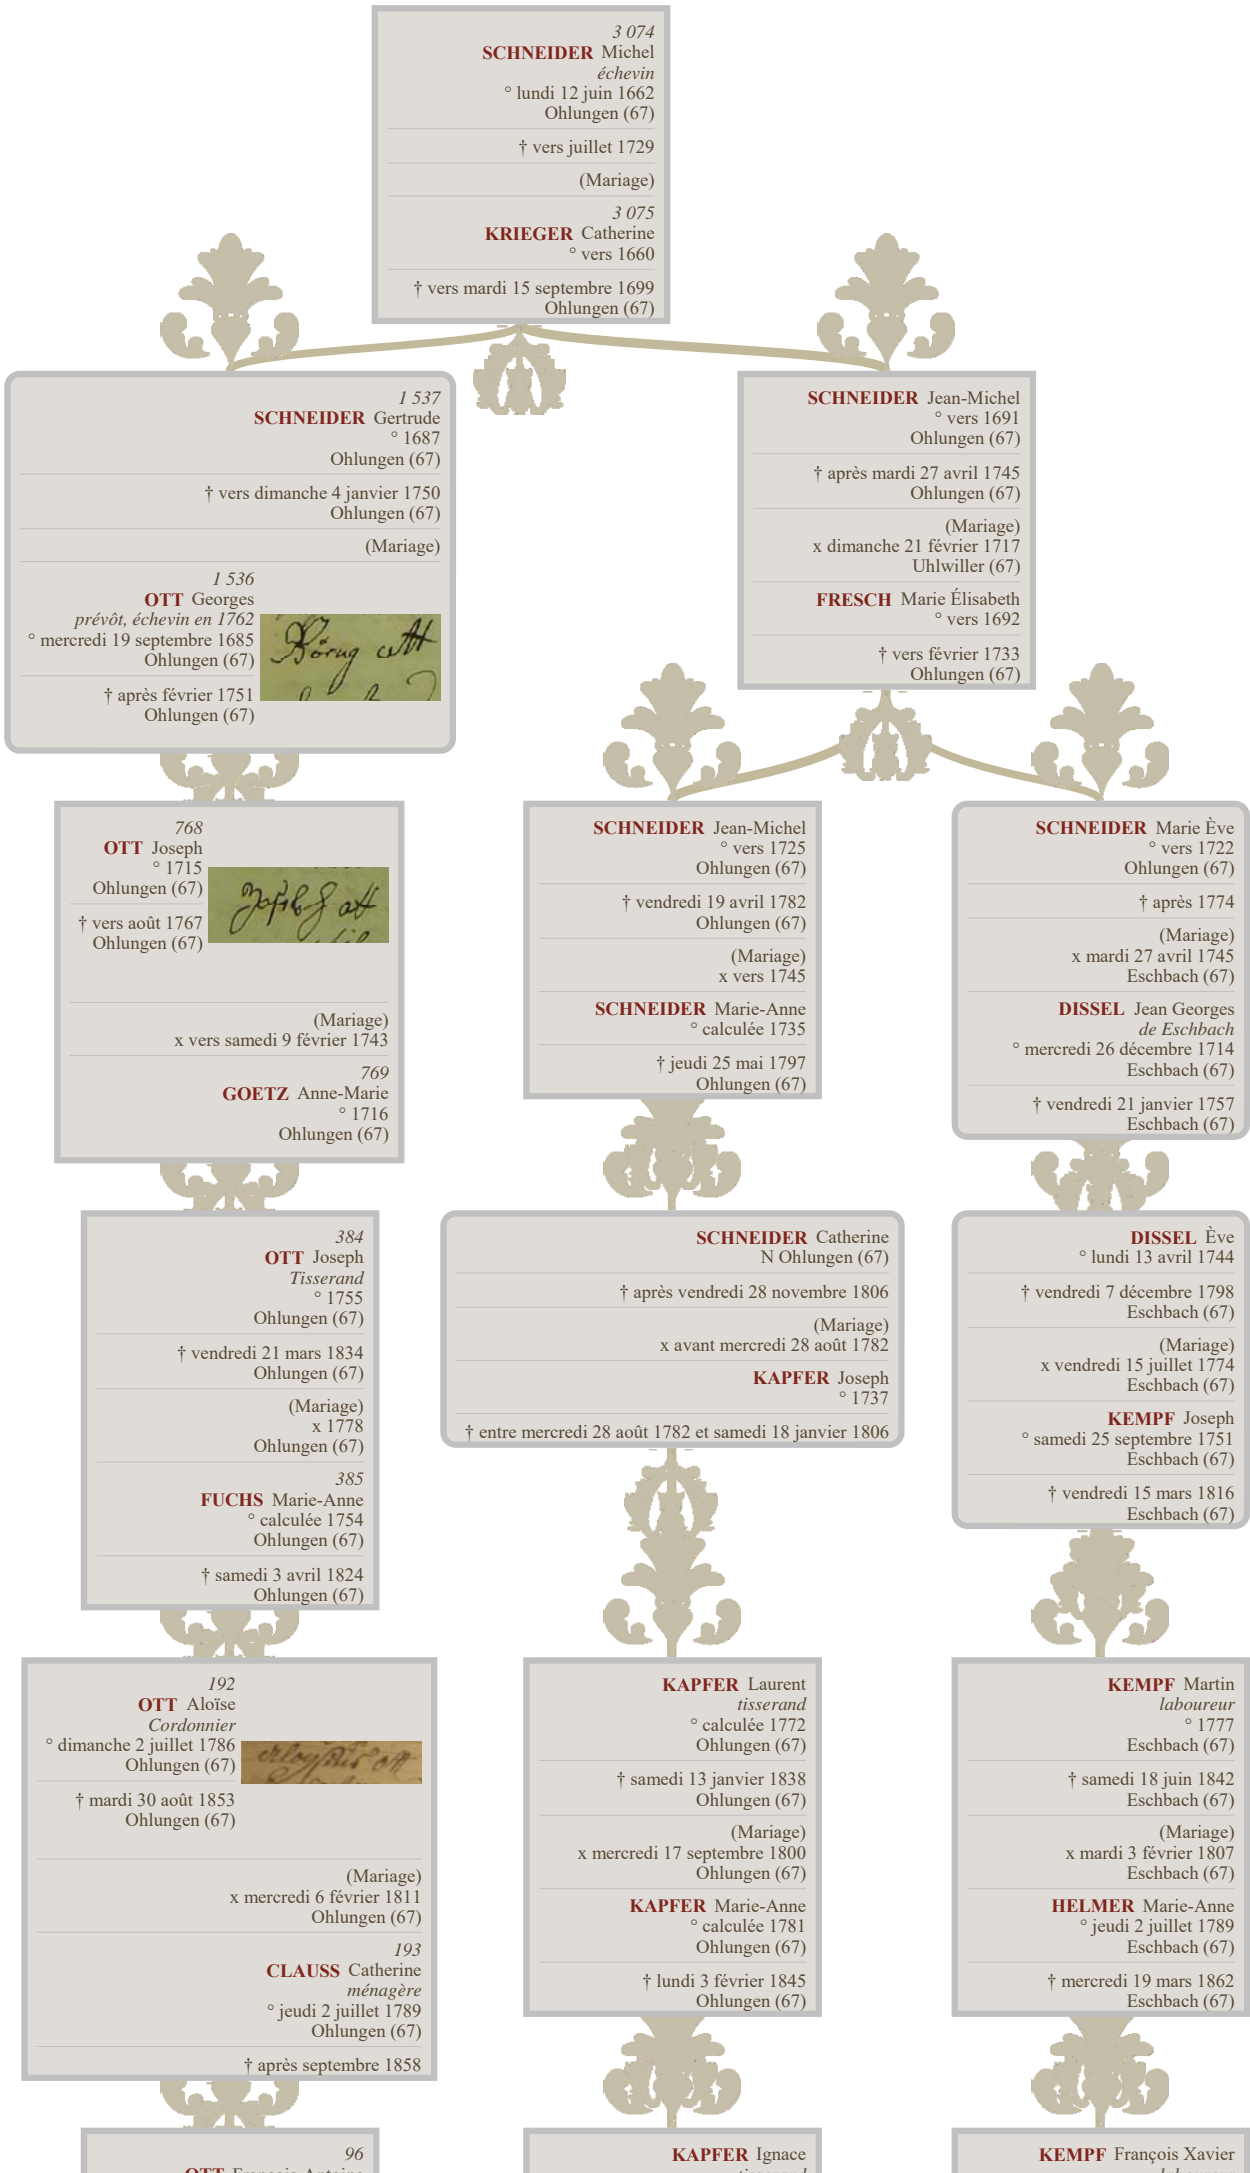 3 074
SCHNEIDER Michel
échevin
° lundi 12 juin 1662
Ohlungen (67)
† vers juillet 1729
(Mariage)
3 075
KRIEGER Catherine
° vers 1660
† vers mardi 15 septembre 1699
Ohlungen (67)
1 537
SCHNEIDER Gertrude
° 1687
Ohlungen (67)
† vers dimanche 4 janvier 1750
Ohlungen (67)
(Mariage)
1 536
OTT Georges
prévôt, échevin en 1762
° mercredi 19 septembre 1685
Ohlungen (67)
† après février 1751
Ohlungen (67)
SCHNEIDER Jean-Michel
° vers 1691
Ohlungen (67)
† après mardi 27 avril 1745
Ohlungen (67)
(Mariage)
x dimanche 21 février 1717
Uhlwiller (67)
FRESCH Marie Élisabeth
° vers 1692
† vers février 1733
Ohlungen (67)
768
OTT Joseph
° 1715
Ohlungen (67)
† vers août 1767
Ohlungen (67)
(Mariage)
x vers samedi 9 février 1743
769
GOETZ Anne-Marie
° 1716
Ohlungen (67)
SCHNEIDER Jean-Michel
° vers 1725
Ohlungen (67)
† vendredi 19 avril 1782
Ohlungen (67)
(Mariage)
x vers 1745
SCHNEIDER Marie-Anne
° calculée 1735
† jeudi 25 mai 1797
Ohlungen (67)
SCHNEIDER Marie Ève
° vers 1722
Ohlungen (67)
† après 1774
(Mariage)
x mardi 27 avril 1745
Eschbach (67)
DISSEL Jean Georges
de Eschbach
° mercredi 26 décembre 1714
Eschbach (67)
† vendredi 21 janvier 1757
Eschbach (67)
384
OTT Joseph
Tisserand
° 1755
Ohlungen (67)
† vendredi 21 mars 1834
Ohlungen (67)
(Mariage)
x 1778
Ohlungen (67)
385
FUCHS Marie-Anne
° calculée 1754
Ohlungen (67)
† samedi 3 avril 1824
Ohlungen (67)
SCHNEIDER Catherine
N Ohlungen (67)
† après vendredi 28 novembre 1806
(Mariage)
x avant mercredi 28 août 1782
KAPFER Joseph
° 1737
† entre mercredi 28 août 1782 et samedi 18 janvier 1806
DISSEL Ève
° lundi 13 avril 1744
† vendredi 7 décembre 1798
Eschbach (67)
(Mariage)
x vendredi 15 juillet 1774
Eschbach (67)
KEMPF Joseph
° samedi 25 septembre 1751
Eschbach (67)
† vendredi 15 mars 1816
Eschbach (67)
192
OTT Aloïse
Cordonnier
° dimanche 2 juillet 1786
Ohlungen (67)
† mardi 30 août 1853
Ohlungen (67)
(Mariage)
x mercredi 6 février 1811
Ohlungen (67)
193
CLAUSS Catherine
ménagère
° jeudi 2 juillet 1789
Ohlungen (67)
† après septembre 1858
KAPFER Laurent
tisserand
° calculée 1772
Ohlungen (67)
† samedi 13 janvier 1838
Ohlungen (67)
(Mariage)
x mercredi 17 septembre 1800
Ohlungen (67)
KAPFER Marie-Anne
° calculée 1781
Ohlungen (67)
† lundi 3 février 1845
Ohlungen (67)
KEMPF Martin
laboureur
° 1777
Eschbach (67)
† samedi 18 juin 1842
Eschbach (67)
(Mariage)
x mardi 3 février 1807
Eschbach (67)
HELMER Marie-Anne
° jeudi 2 juillet 1789
Eschbach (67)
† mercredi 19 mars 1862
Eschbach (67)
96
OTT François Antoine
KAPFER Ignace
tisserand
KEMPF François Xavier
laboureur